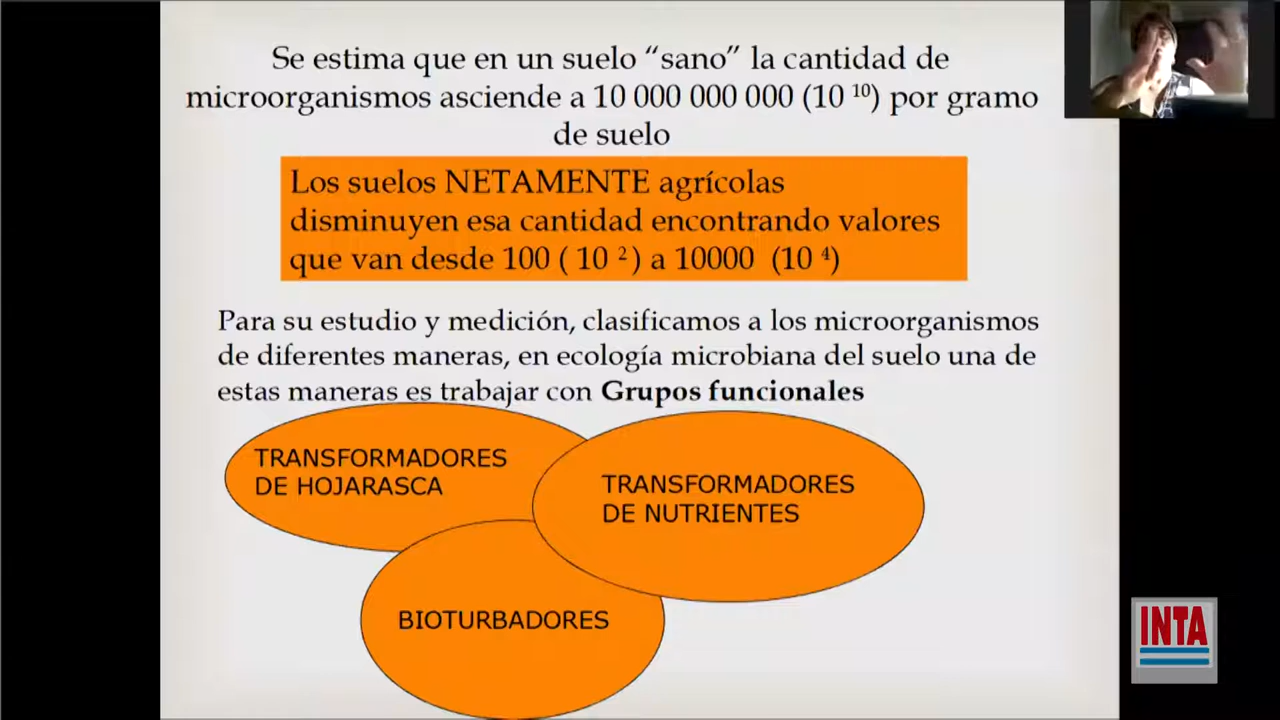 Se estima que en un suelo “sano” la cantidad de
microorganismos asciende a 10 000 000 000 (10 ¹⁰) por gramo
de suelo
Los suelos NETAMENTE agrícolas
disminuyen esa cantidad encontrando valores
que van desde 100 ( 10 ² ) a 10000 (10 ⁴)
Para su estudio y medición, clasificamos a los microorganismos
de diferentes maneras, en ecología microbiana del suelo una de
estas maneras es trabajar con Grupos funcionales
TRANSFORMADORES
DE HOJARASCA
TRANSFORMADORES
DE NUTRIENTES
BIOTURBADORES
INTA